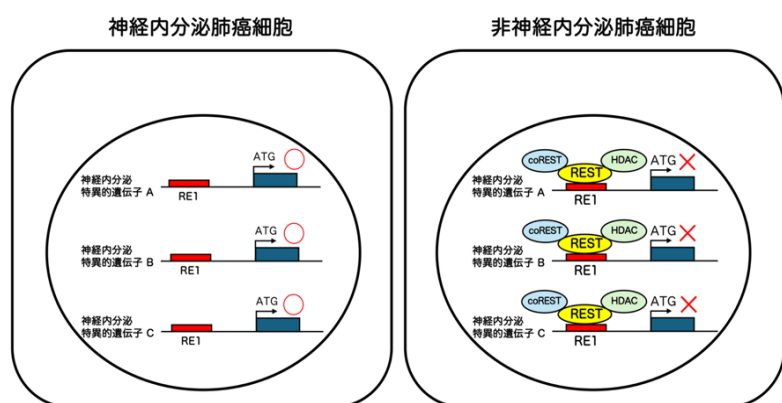 神経内分泌肺癌細胞
神経内分泌
特異的遺伝子 A
RE1
ATG
神経内分泌
特異的遺伝子 B
RE1
ATG
神経内分泌
特異的遺伝子 C
RE1
ATG
非神経内分泌肺癌細胞
神経内分泌
特異的遺伝子 A
coREST
REST
HDAC
ATG
RE1
神経内分泌
特異的遺伝子 B
coREST
REST
HDAC
ATG
RE1
神経内分泌
特異的遺伝子 C
coREST
REST
HDAC
ATG
RE1